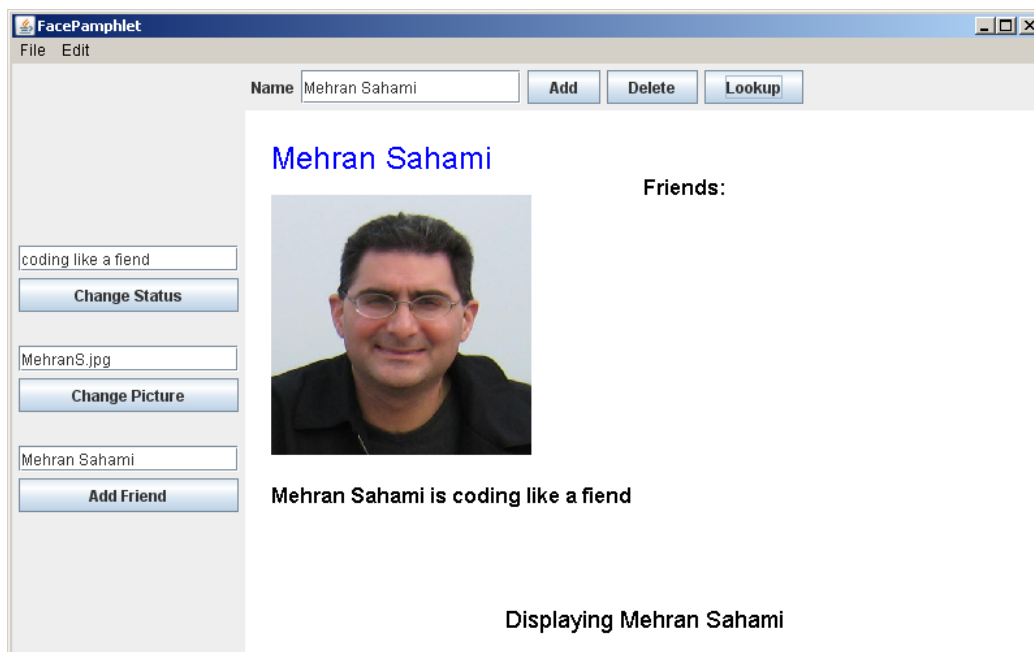 FacePamphlet
File Edit
Name Mehran Sahami Add Delete Lookup
Mehran Sahami
Friends:
coding like a fiend
Change Status
MehranS.jpg
Change Picture
Mehran Sahami
Add Friend
Mehran Sahami is coding like a fiend
Displaying Mehran Sahami